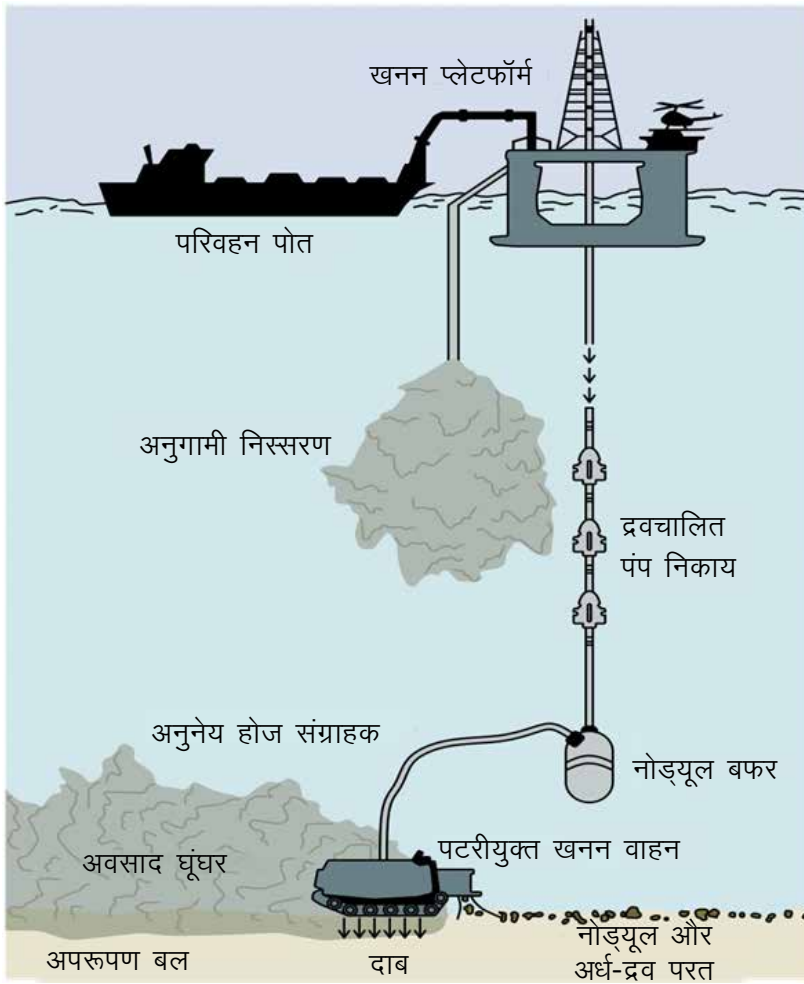 खनन प्लेटफॉर्म
परिवहन पोत
अनुगामी निस्सरण
द्रवचालित
पंप निकाय
अनुनेय होज संग्राहक
नोड्यूल बफर
पटरीयुक्त खनन वाहन
अवसाद घूंघर
अपरूपण बल
दाब
नोड्यूल और
अर्ध-द्रव परत